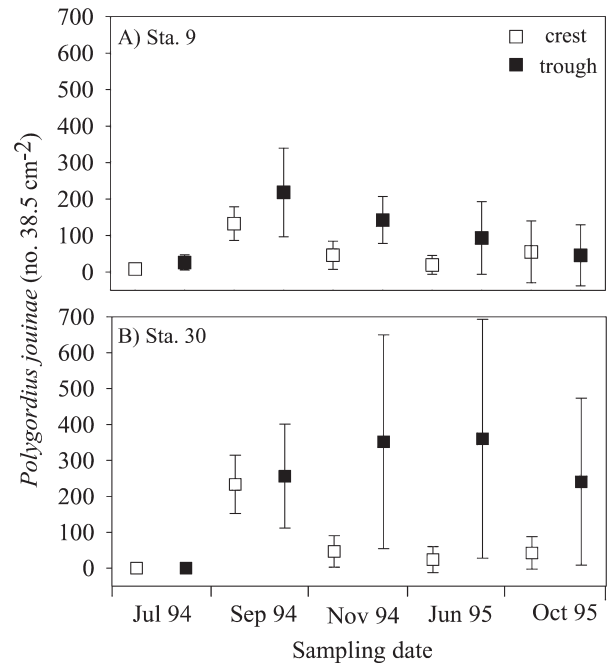 700
A) Sta. 9
crest
trough
600
500
400
300
200
100
0
Polygordius jouinae (no. 38.5 cm-2)
700
B) Sta. 30
600
500
400
300
200
100
0
Jul 94 Sep 94 Nov 94 Jun 95 Oct 95
Sampling date